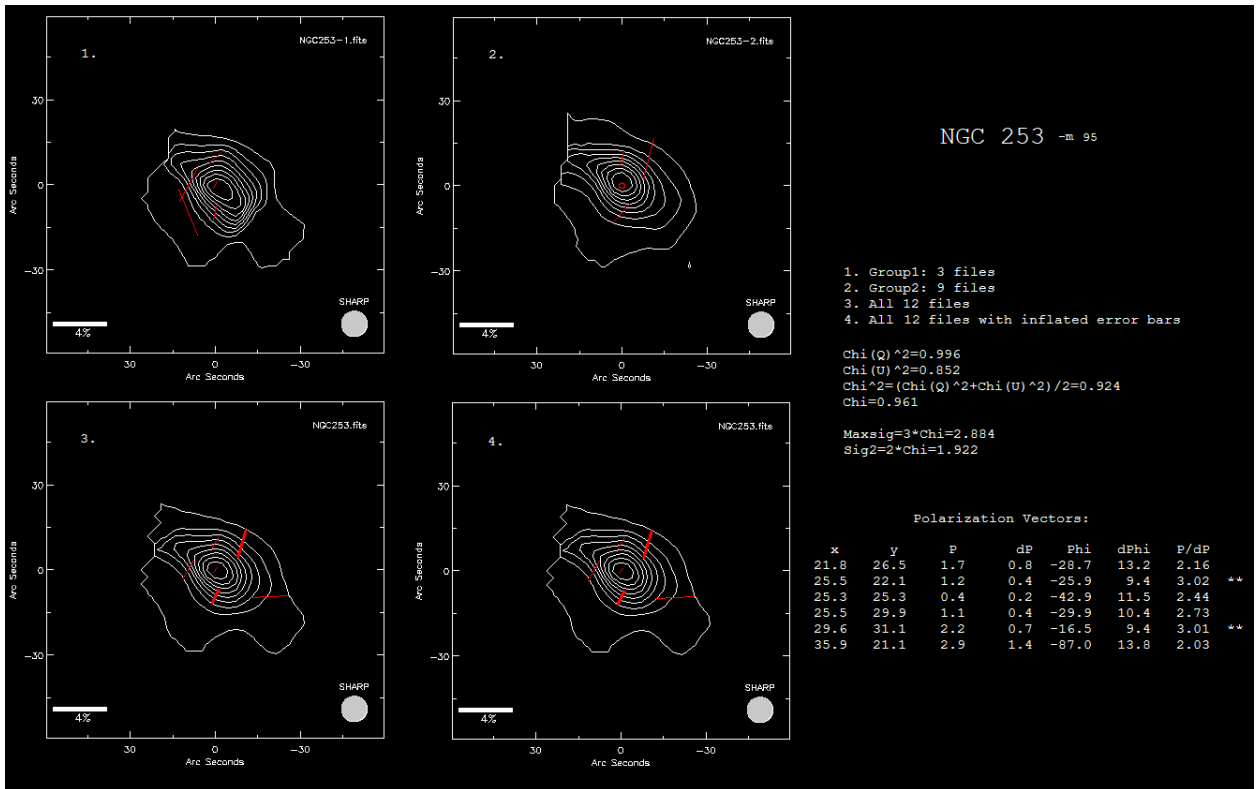 NGC253-1.fits
1.
30
0
-30
Arc Seconds
SHARP
4%
30 0 -30
Arc Seconds
NGC253-2.fits
2.
30
0
-30
Arc Seconds
SHARP
4%
30 0 -30
Arc Seconds
NGC253.fits
3.
30
0
-30
Arc Seconds
SHARP
4%
30 0 -30
Arc Seconds
NGC253.fits
4.
30
0
-30
Arc Seconds
SHARP
4%
30 0 -30
Arc Seconds
NGC 253 -m 95
1. Group1: 3 files
2. Group2: 9 files
3. All 12 files
4. All 12 files with inflated error bars
Chi(Q)^2=0.996
Chi(U)^2=0.852
Chi^2=(Chi(Q)^2+Chi(U)^2)/2=0.924
Chi=0.961
Maxsig=3*Chi=2.884
Sig2=2*Chi=1.922
Polarization Vectors:
x y P dP Phi dPhi P/dP
21.8 26.5 1.7 0.8 -28.7 13.2 2.16
25.5 22.1 1.2 0.4 -25.9 9.4 3.02 **
25.3 25.3 0.4 0.2 -42.9 11.5 2.44
25.5 29.9 1.1 0.4 -29.9 10.4 2.73
29.6 31.1 2.2 0.7 -16.5 9.4 3.01 **
35.9 21.1 2.9 1.4 -87.0 13.8 2.03